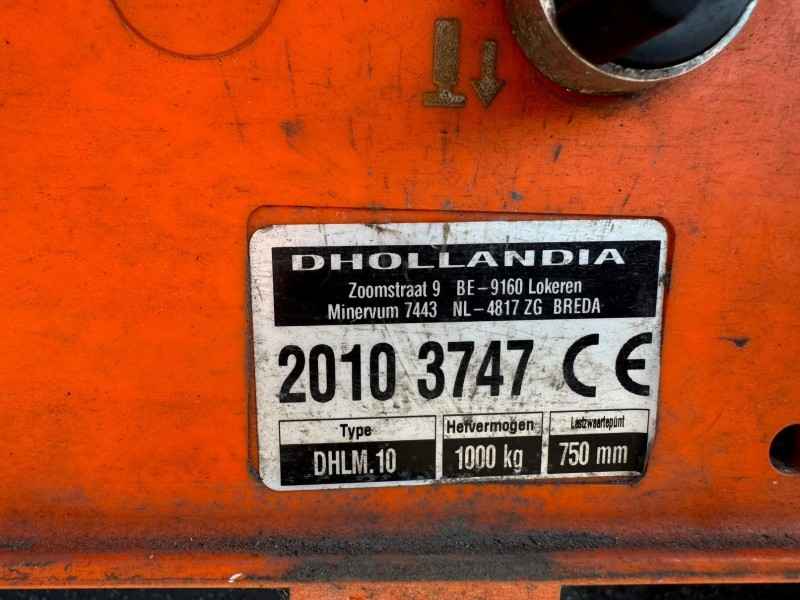 DHOLLANDIA
Zoomstraat 9 BE-9160 Lokeren
Minervum 7443 NL-4817 ZG BREDA
2010 3747 CE
Type Hefvermogen Lastzwaartepunt
DHLM.10 1000 kg 750 mm